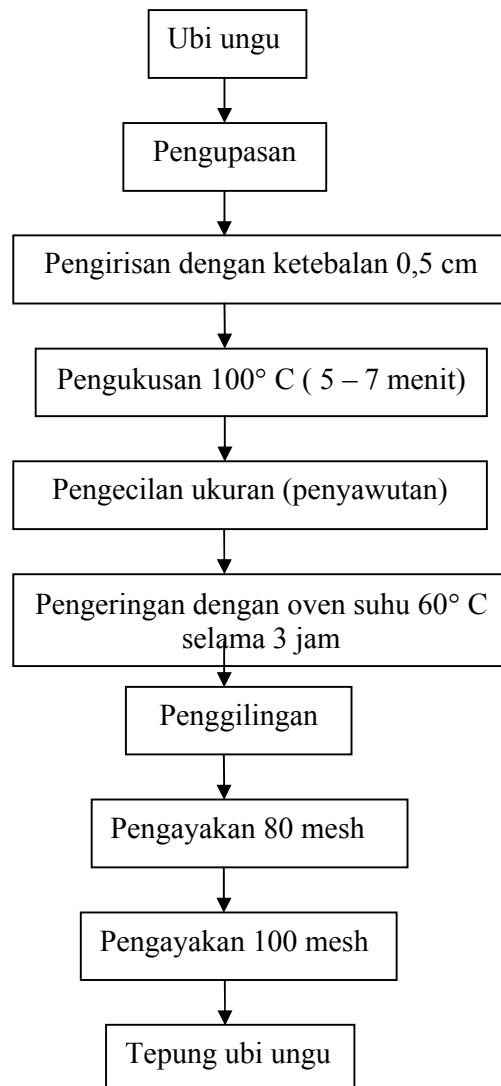 Ubi ungu
Pengupasan
Pengirisan dengan ketebalan 0,5 cm
Pengukusan 100° C ( 5 – 7 menit)
Pengecilan ukuran (penyawutan)
Pengeringan dengan oven suhu 60° C
selama 3 jam
Penggilingan
Pengayakan 80 mesh
Pengayakan 100 mesh
Tepung ubi ungu